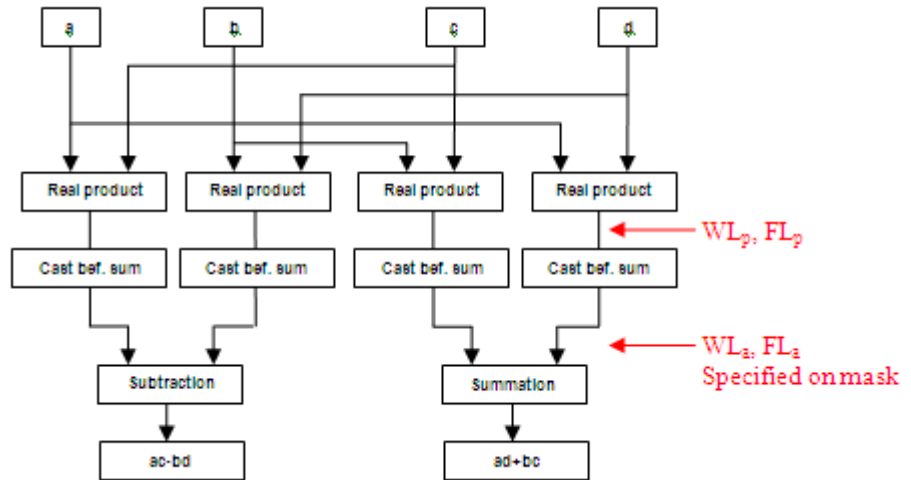 a
b
c
d
Real product
Real product
Real product
Real product
WLp, FLp
Cast bef. sum
Cast bef. sum
Cast bef. sum
Cast bef. sum
WLa, FLa
Specified on mask
Subtraction
Summation
ac-bd
ad+bc